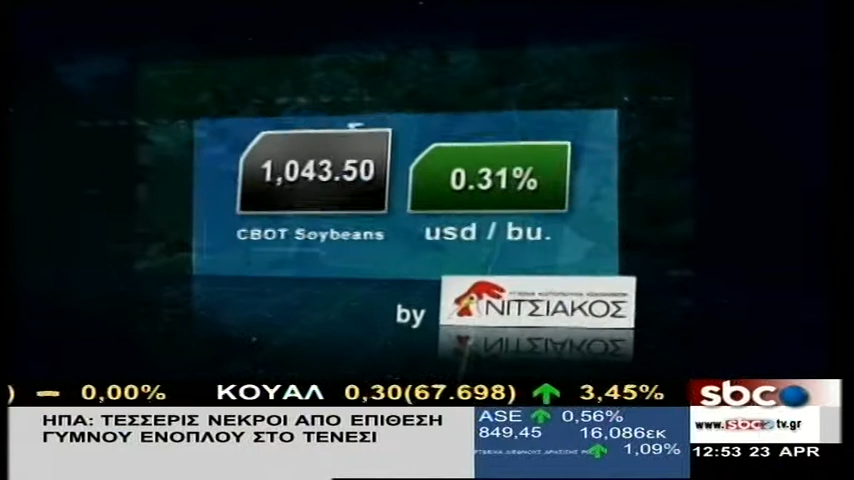 1,043.50
0.31%
CBOT Soybeans
usd / bu.
by
ΝΙΤΣΙΑΚΟΣ
) = 0,00% ΚΟΥΑΛ 0,30(67.698) 3,45%
sbc
ΗΠΑ: ΤΕΣΣΕΡΙΣ ΝΕΚΡΟΙ ΑΠΟ ΕΠΙΘΕΣΗ
ΓΥΜΝΟΥ ΕΝΟΠΛΟΥ ΣΤΟ ΤΕΝΕΣΙ
ASE 0,56%
849,45 16,086εκ
1,09%
www.sbctv.gr
12:53 23 APR